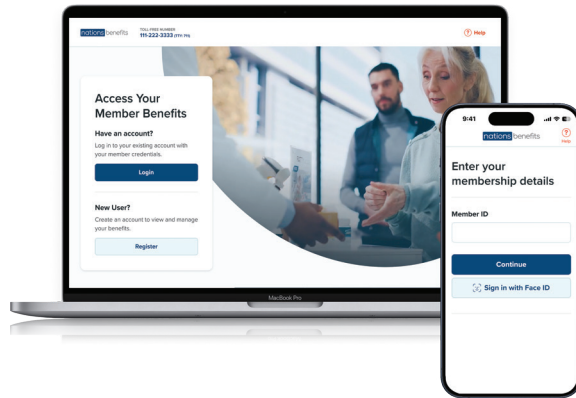 nations benefits
TOLL FREE NUMBER
111-222-3333 (TTY: 711)
Help
Access Your
Member Benefits
Have an account?
Log in to your existing account with
your member credentials.
Login
New User?
Create an account to view and manage
your benefits.
Register
MacBook Pro
9:41
nations benefits
Help
Enter your
membership details
Member ID
Continue
Sign in with Face ID